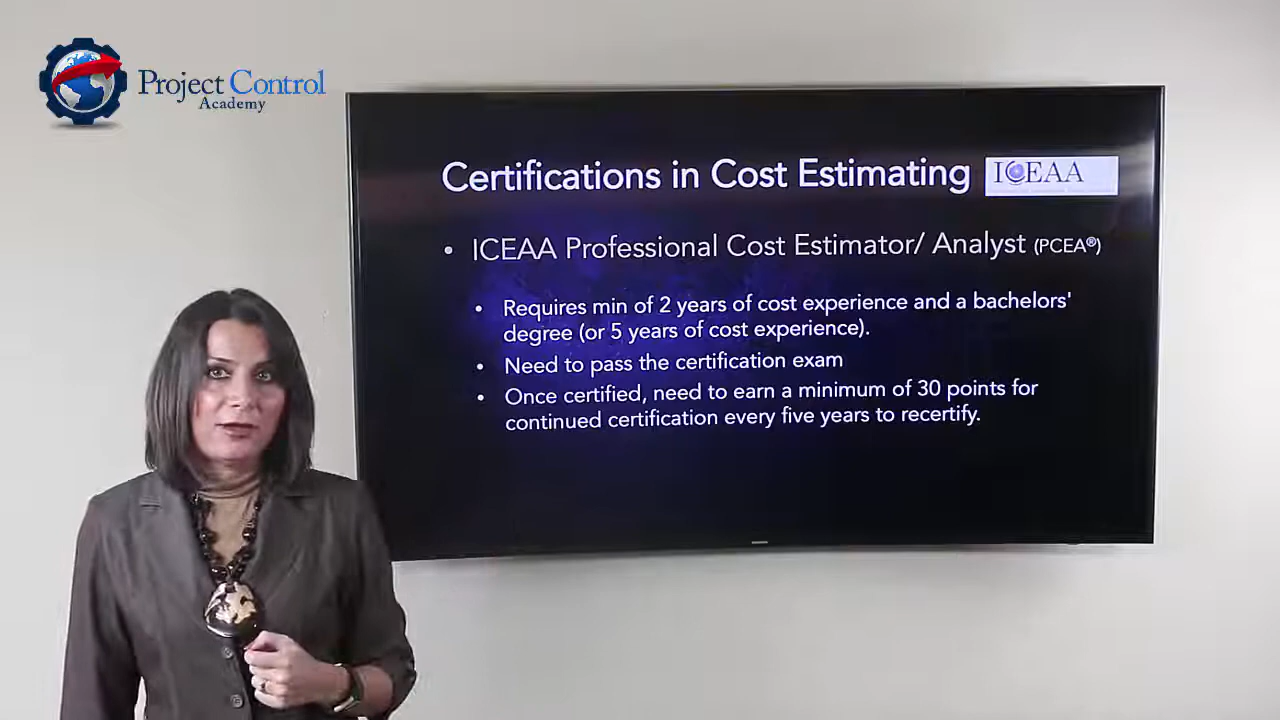 Project Control
Academy
Certifications in Cost Estimating
ICEAA
• ICEAA Professional Cost Estimator/ Analyst (PCEA®)
• Requires min of 2 years of cost experience and a bachelors'
degree (or 5 years of cost experience).
• Need to pass the certification exam
• Once certified, need to earn a minimum of 30 points for
continued certification every five years to recertify.